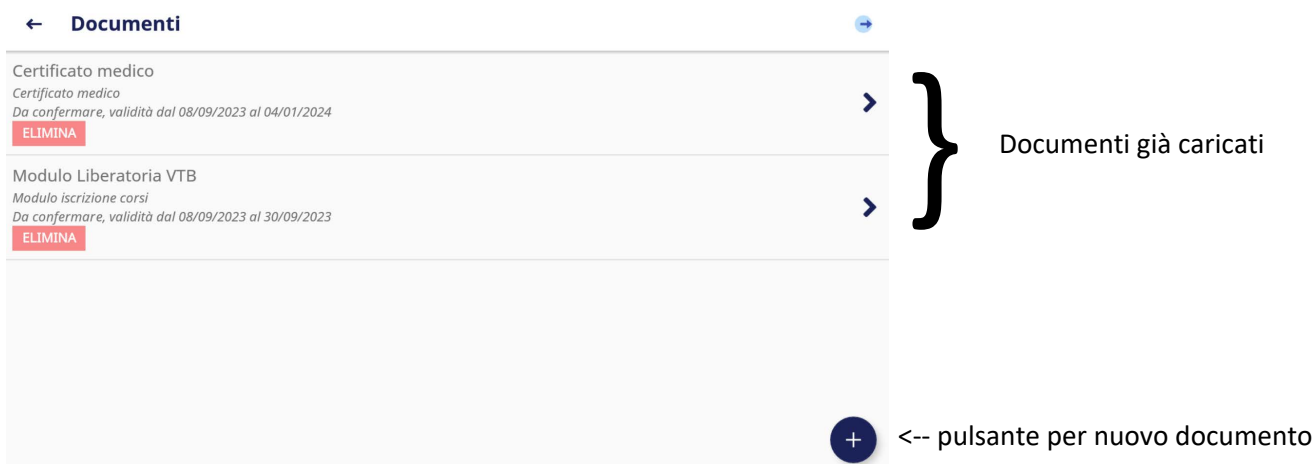 ← Documenti
Certificato medico
Certificato medico
Da confermare, validità dal 08/09/2023 al 04/01/2024
ELIMINA
Documenti già caricati
Modulo Liberatoria VTB
Modulo iscrizione corsi
Da confermare, validità dal 08/09/2023 al 30/09/2023
ELIMINA
+
<-- pulsante per nuovo documento